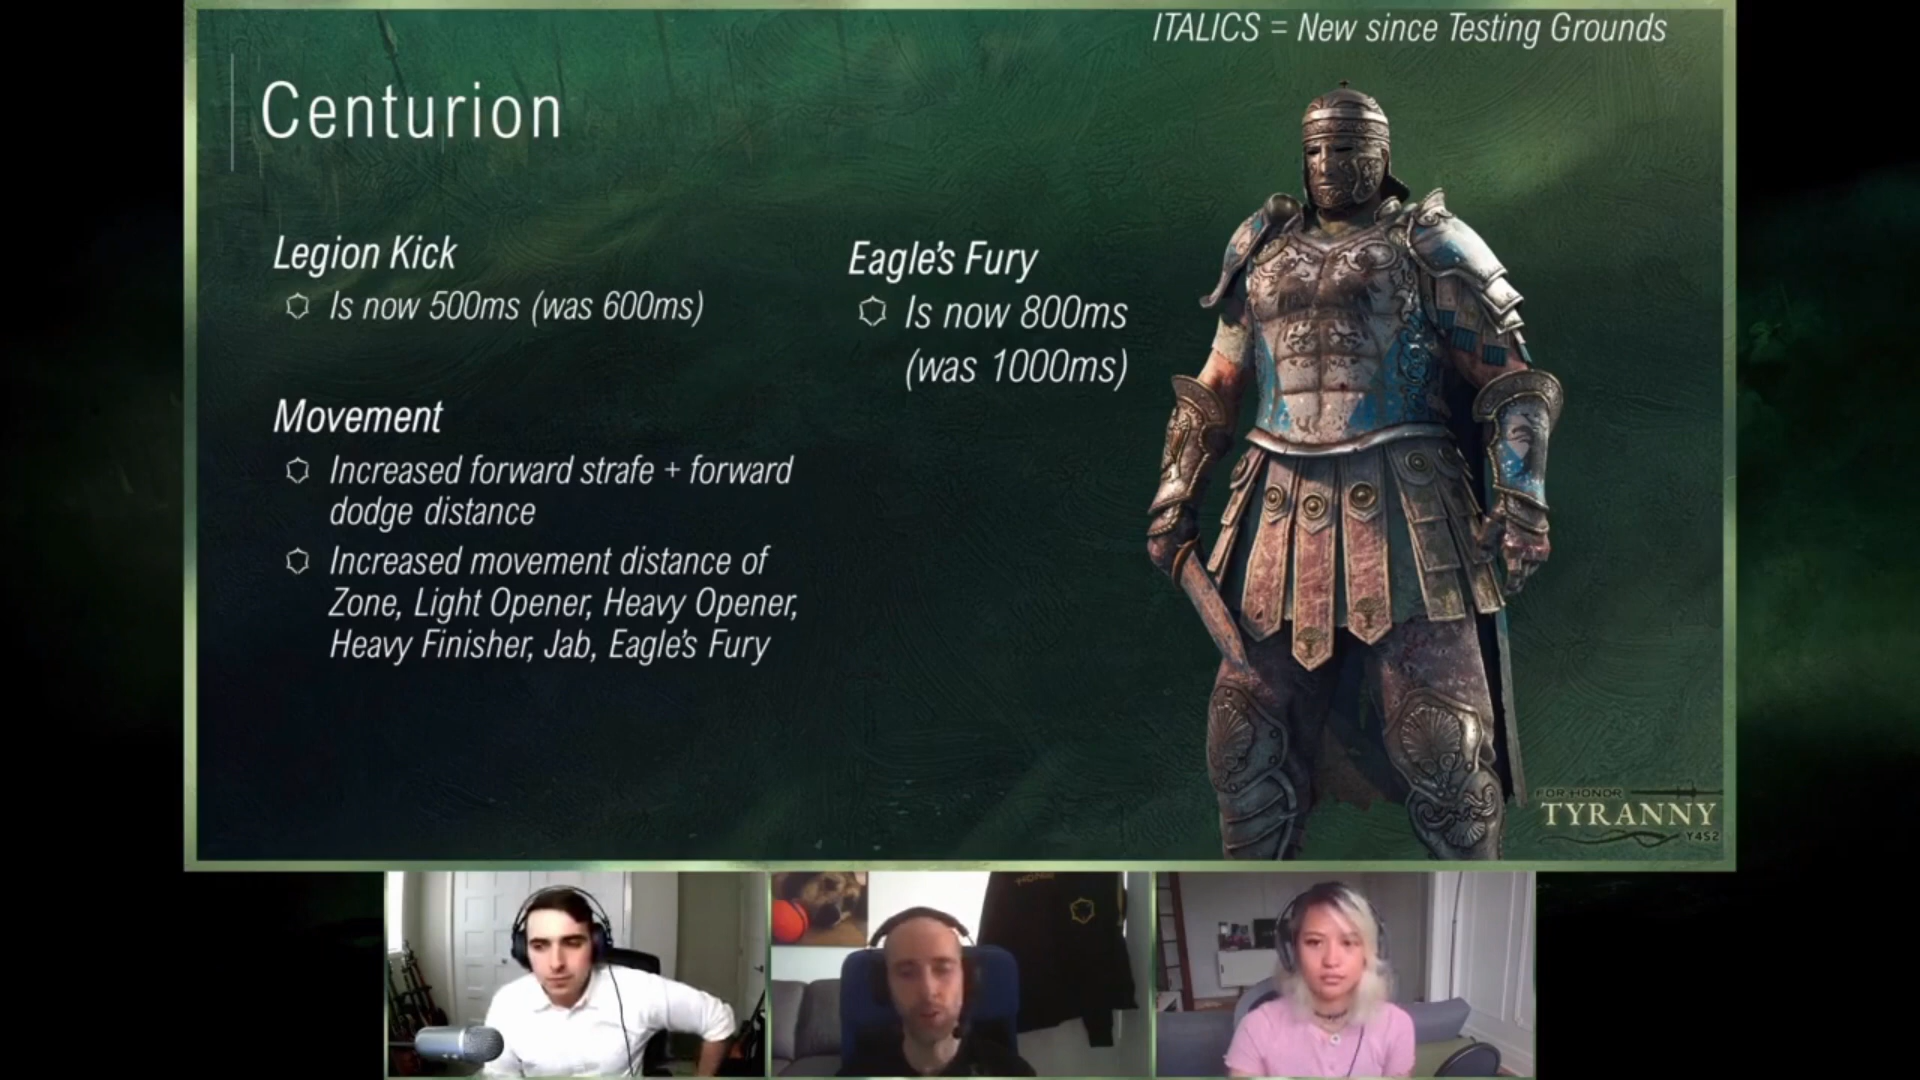 ITALICS = New since Testing Grounds
Centurion
Legion Kick
Is now 500ms (was 600ms)
Movement
Increased forward strafe + forward
dodge distance
Increased movement distance of
Zone, Light Opener, Heavy Opener,
Heavy Finisher, Jab, Eagle's Fury
Eagle's Fury
Is now 800ms
(was 1000ms)
FOR HONOR
TYRANNY
Y4S2